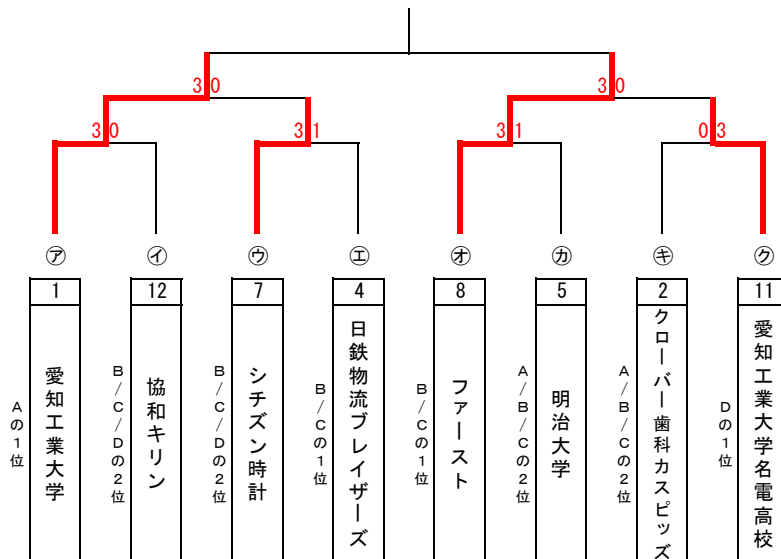 3 0
3 0
3 0
3 1
3 1
0 3
㋐ ㋑ ㋒ ㋓ ㋔ ㋕ ㋖ ㋗
1 12 7 4 8 5 2 11
Aの1位
愛知工業大学
B/C/Dの2位
協和キリン
B/C/Dの2位
シチズン時計
B/Cの1位
日鉄物流ブレイザーズ
B/Cの1位
ファースト
A/B/Cの2位
明治大学
A/B/Cの2位
クローバー歯科カスピッズ
Dの1位
愛知工業大学名電高校